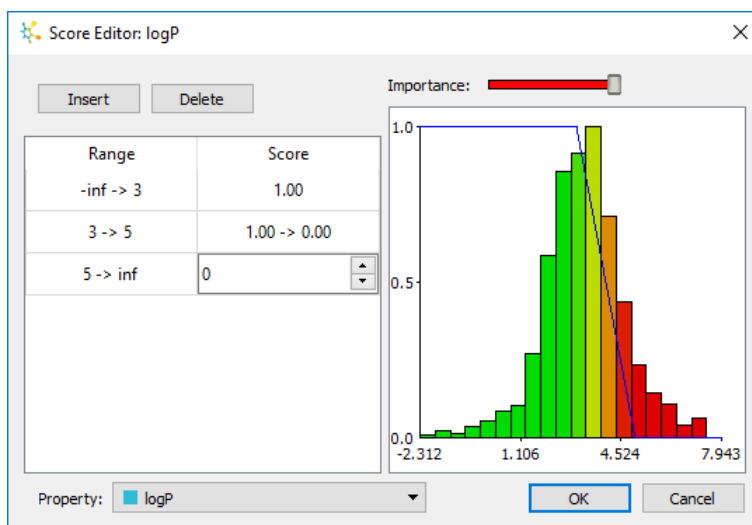 Score Editor: logP
Insert Delete
Importance:
Range Score
-inf -> 3 1.00
3 -> 5 1.00 -> 0.00
5 -> inf 0
1.0
0.5
0.0
-2.312 1.106 4.524 7.943
Property: logP
OK Cancel